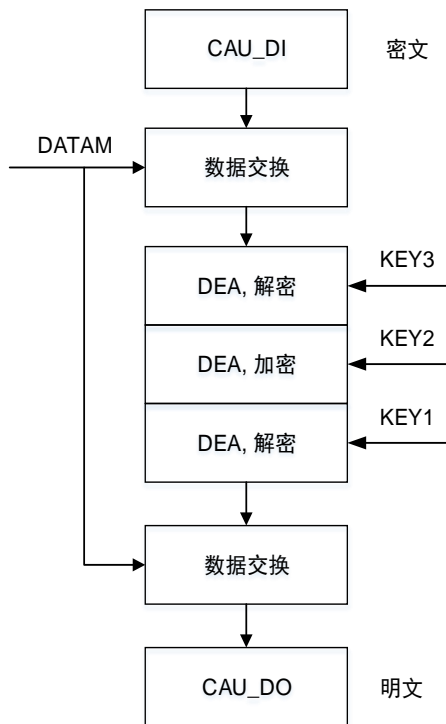 CAU_DI
密文
DATAM
数据交换
KEY3
DEA, 解密
KEY2
DEA, 加密
KEY1
DEA, 解密
数据交换
CAU_DO
明文